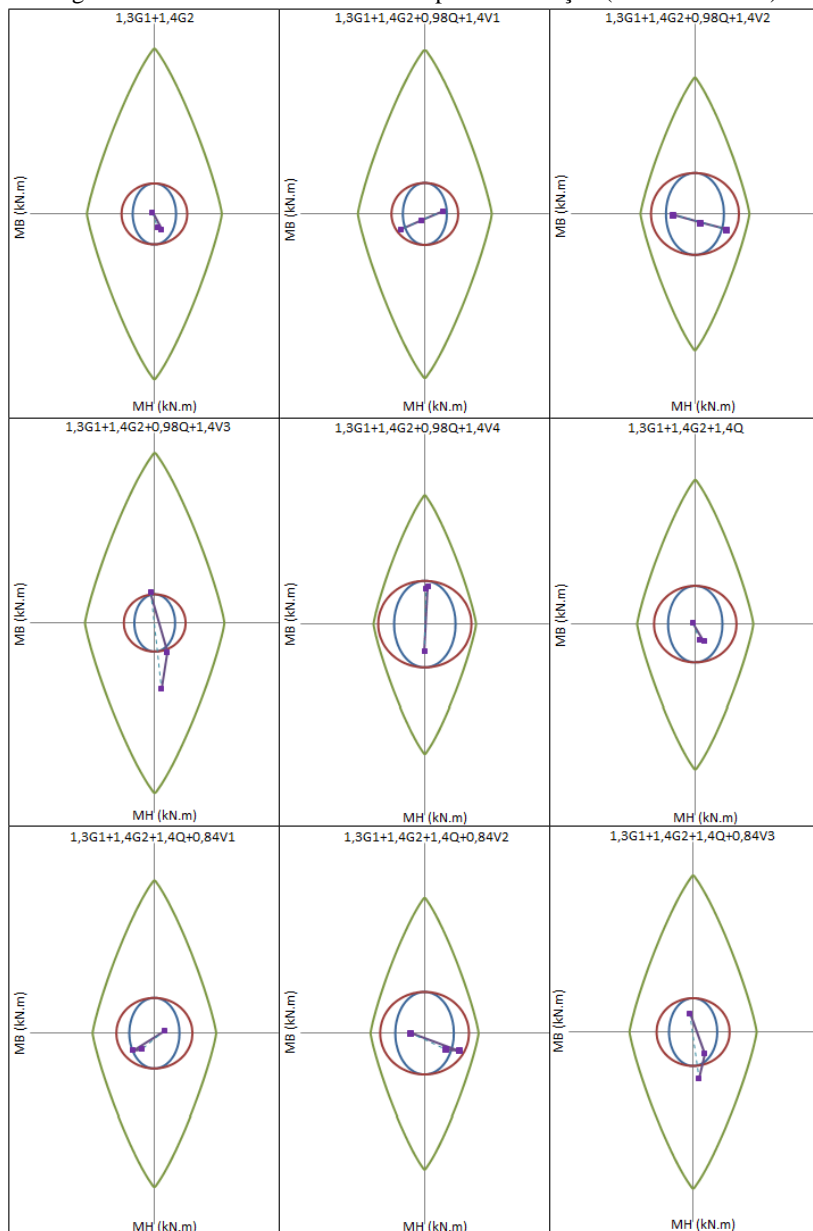 1,3G1+1,4G2
MB (kN.m)
MH (kN.m)
1,3G1+1,4G2+0,98Q+1,4V1
MB (kN.m)
MH (kN.m)
1,3G1+1,4G2+0,98Q+1,4V2
MB (kN.m)
MH (kN.m)
1,3G1+1,4G2+0,98Q+1,4V3
MB (kN.m)
MH (kN.m)
1,3G1+1,4G2+0,98Q+1,4V4
MB (kN.m)
MH (kN.m)
1,3G1+1,4G2+1,4Q
MB (kN.m)
MH (kN.m)
1,3G1+1,4G2+1,4Q+0,84V1
MB (kN.m)
MH (kN.m)
1,3G1+1,4G2+1,4Q+0,84V2
MB (kN.m)
MH (kN.m)
1,3G1+1,4G2+1,4Q+0,84V3
MB (kN.m)
MH (kN.m)